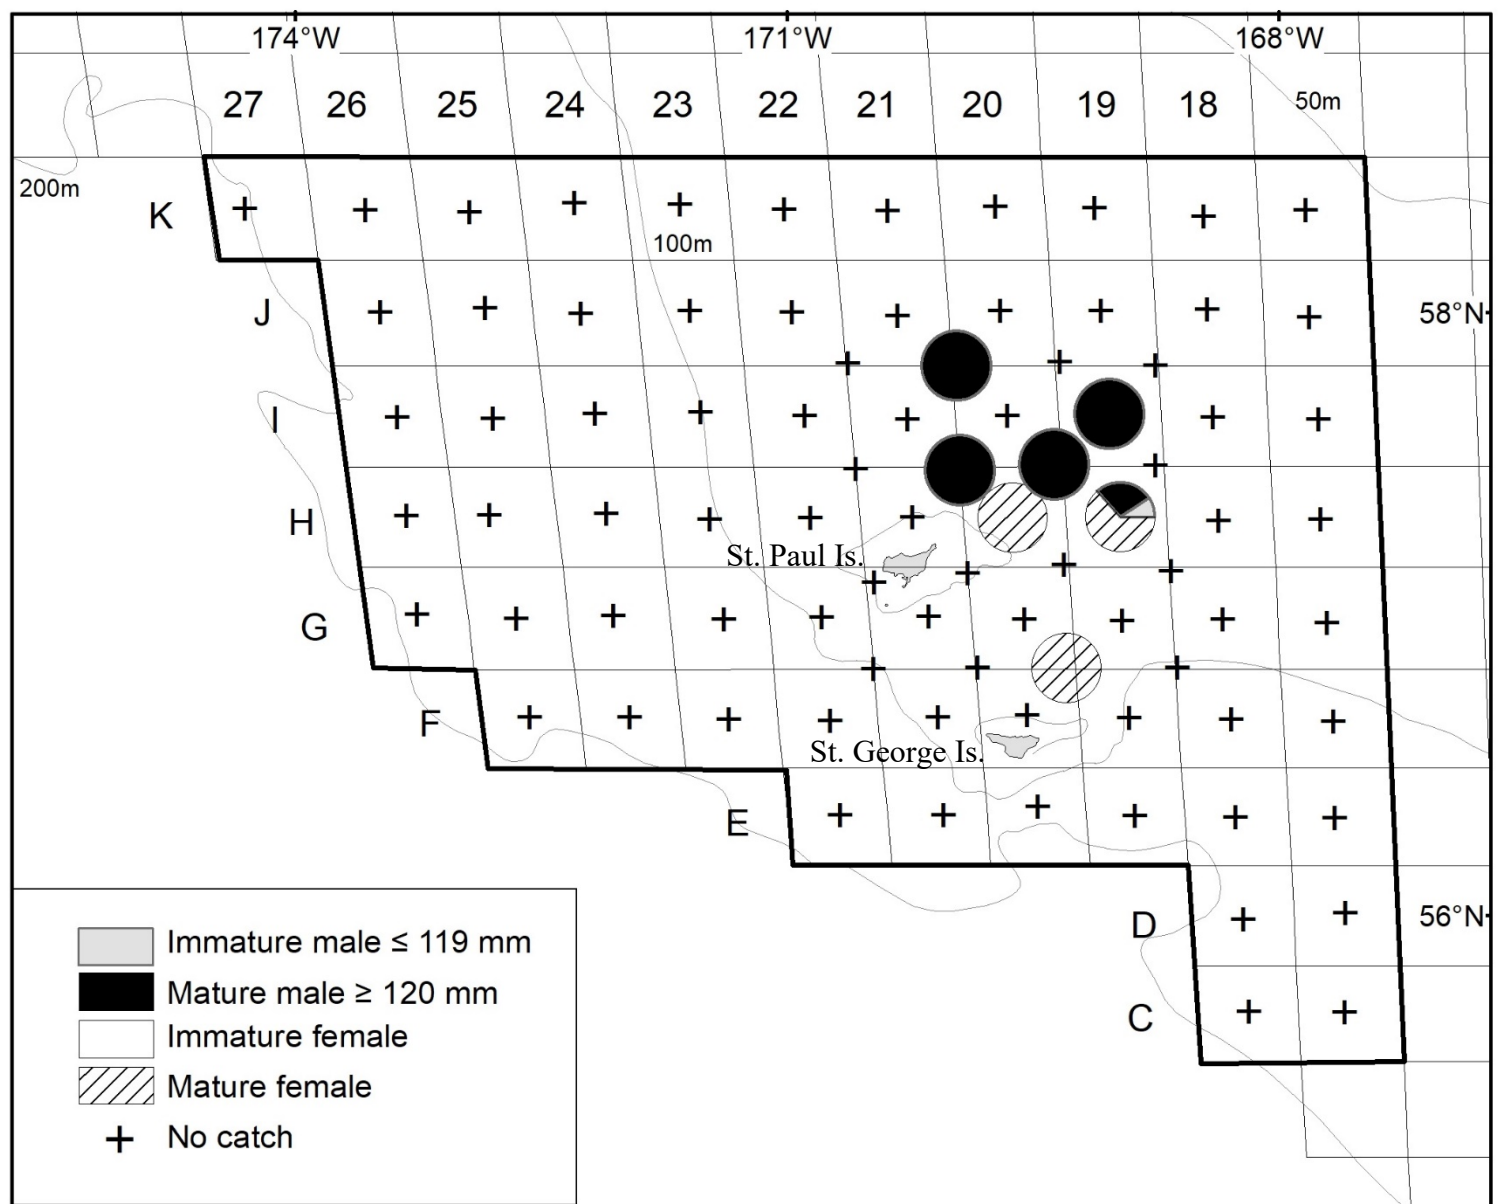 174°W 171°W 168°W
27 26 25 24 23 22 21 20 19 18 50m
200m
K
100m
J 58°N
I
H
St. Paul Is.
G
F
St. George Is.
E
D 56°N
C
Immature male ≤ 119 mm
Mature male ≥ 120 mm
Immature female
Mature female
No catch